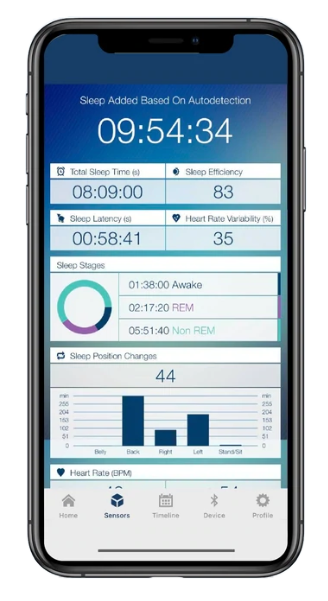 Sleep Added Based On Autodetection
09:54:34
Total Sleep Time (s) Sleep Efficiency
08:09:00 83
Sleep Latency (s) Heart Rate Variability (%)
00:58:41 35
Sleep Stages
01:38:00 Awake
02:17:20 REM
05:51:40 Non REM
Sleep Position Changes
44
min min
255 255
204 204
153 153
102 102
51 51
0 0
Belly Back Right Left Stand/Sit
Heart Rate (BPM)
Home Sensors Timeline Device Profile